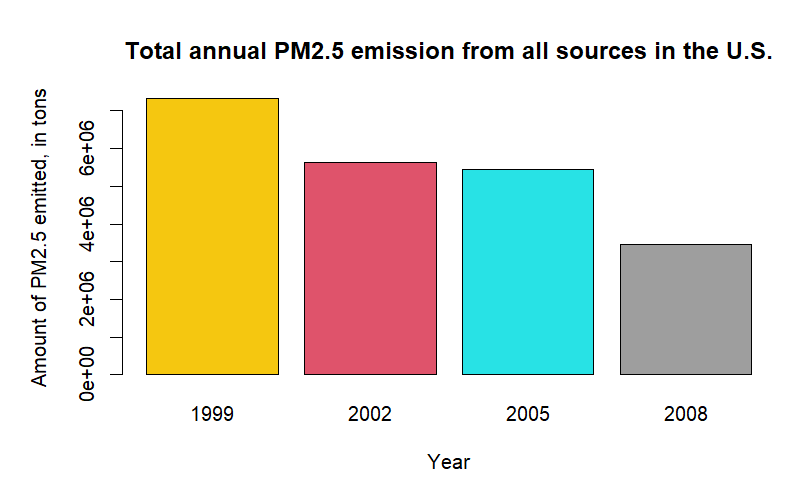 Total annual PM2.5 emission from all sources in the U.S.
Amount of PM2.5 emitted, in tons
6e+06
4e+06
2e+06
0e+00
1999 2002 2005 2008
Year